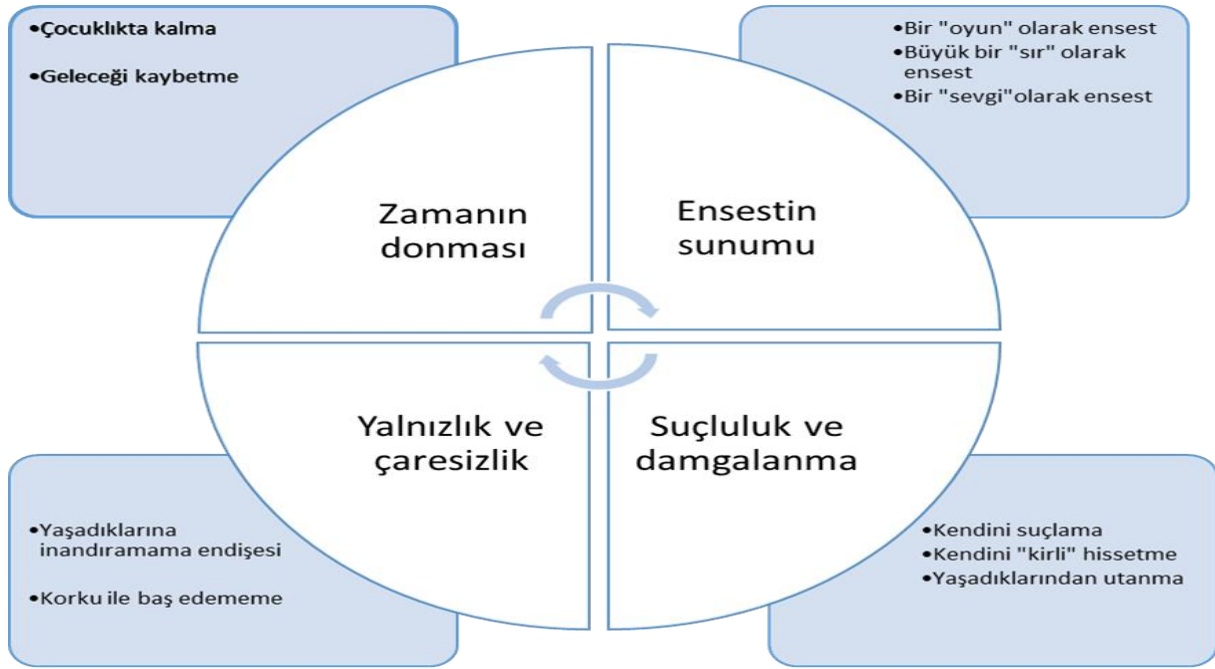 •Çocuklukta kalma
•Geleceği kaybetme
•Bir "oyun" olarak ensest
•Büyük bir "sır" olarak
ensest
•Bir "sevgi"olarak ensest
Zamanın
donması
Ensestin
sunumu
Yalnızlık ve
çaresizlik
Suçluluk ve
damgalanma
•Yaşadıklarına
inandıramama endişesi
•Korku ile baş edememe
•Kendini suçlama
•Kendini "kirli" hissetme
•Yaşadıklarından utanma